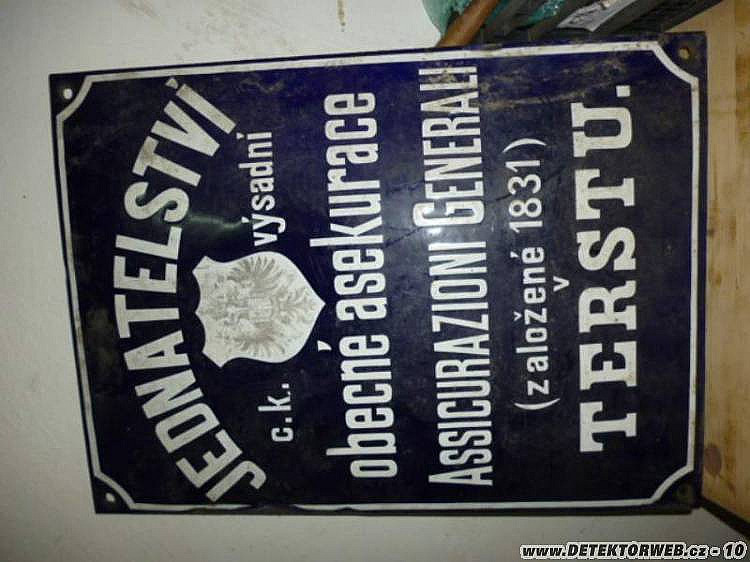 JEDNATELSTVÍ
c.k. výsadní
obecné asekurace
ASSICURAZIONI GENERALI
(založené 1831)
v
TERSTU.
www.DETEKTORWEB.cz - 10